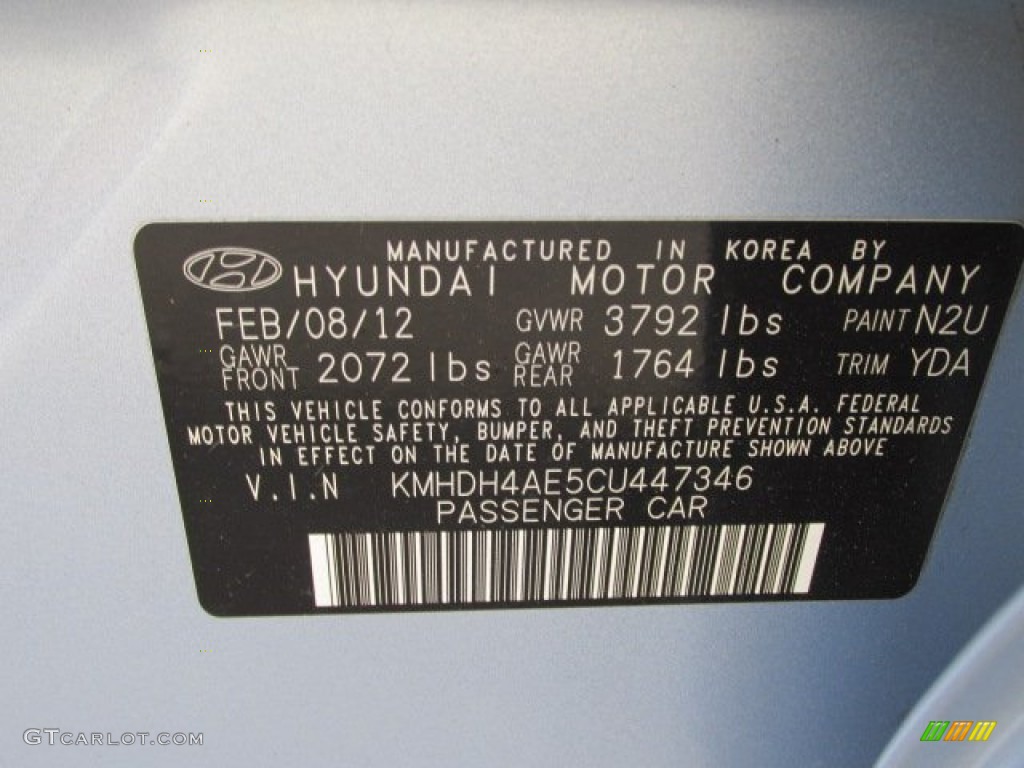 MANUFACTURED IN KOREA BY
HYUNDAI MOTOR COMPANY
FEB/08/12 GVWR 3792 lbs PAINT N2U
GAWR FRONT 2072 lbs GAWR REAR 1764 lbs TRIM YDA
THIS VEHICLE CONFORMS TO ALL APPLICABLE U.S.A. FEDERAL
MOTOR VEHICLE SAFETY, BUMPER, AND THEFT PREVENTION STANDARDS
IN EFFECT ON THE DATE OF MANUFACTURE SHOWN ABOVE
V.I.N KMHDH4AE5CU447346
PASSENGER CAR
GTCARLOT.COM